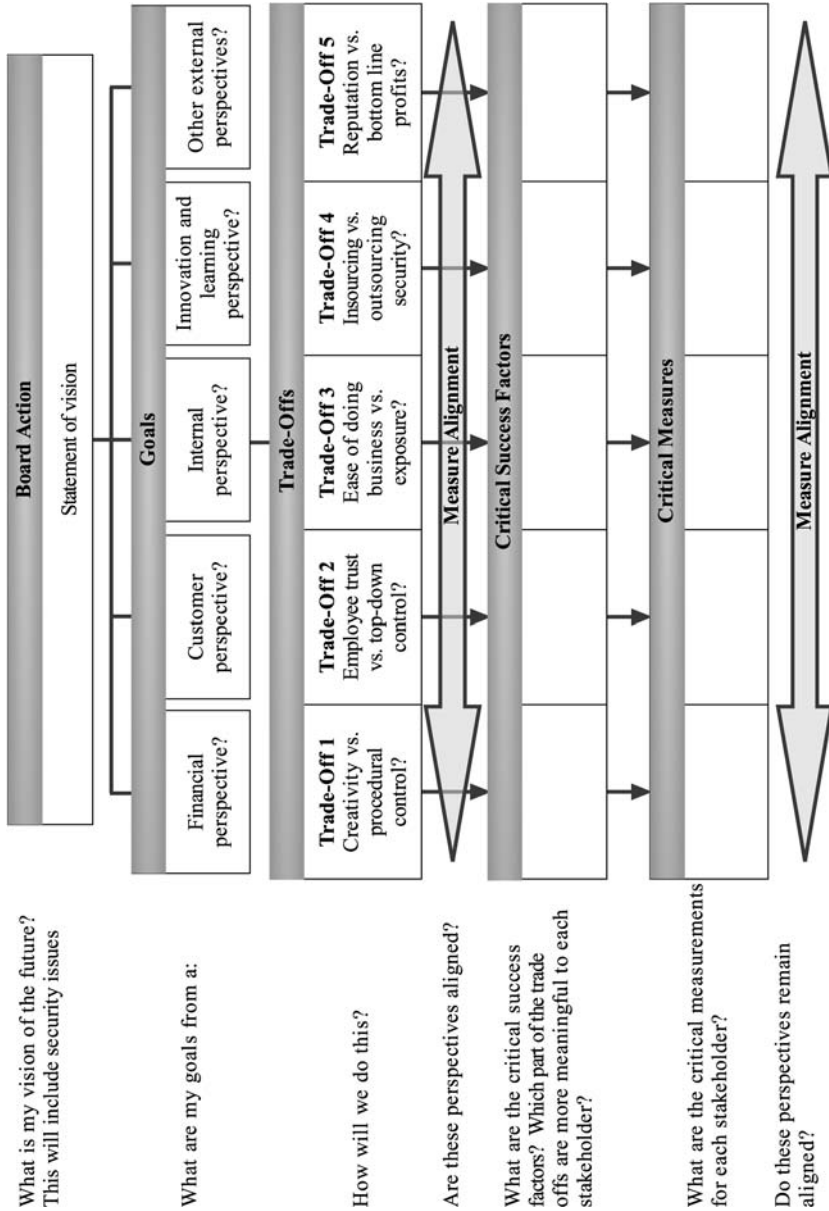 What is my vision of the future?
This will include security issues
Board Action
Statement of vision
What are my goals from a:
Goals
Financial
perspective?
Customer
perspective?
Internal
perspective?
Innovation and
learning
perspective?
Other external
perspectives?
How will we do this?
Trade-Offs
Trade-Off 1
Creativity vs.
procedural
control?
Trade-Off 2
Employee trust
vs. top-down
control?
Trade-Off 3
Ease of doing
business vs.
exposure?
Trade-Off 4
Insourcing vs.
outsourcing
security?
Trade-Off 5
Reputation vs.
bottom line
profits?
Are these perspectives aligned?
Measure Alignment
What are the critical success
factors? Which part of the trade
offs are more meaningful to each
stakeholder?
Critical Success Factors
What are the critical measurements
for each stakeholder?
Critical Measures
Do these perspectives remain
aligned?
Measure Alignment